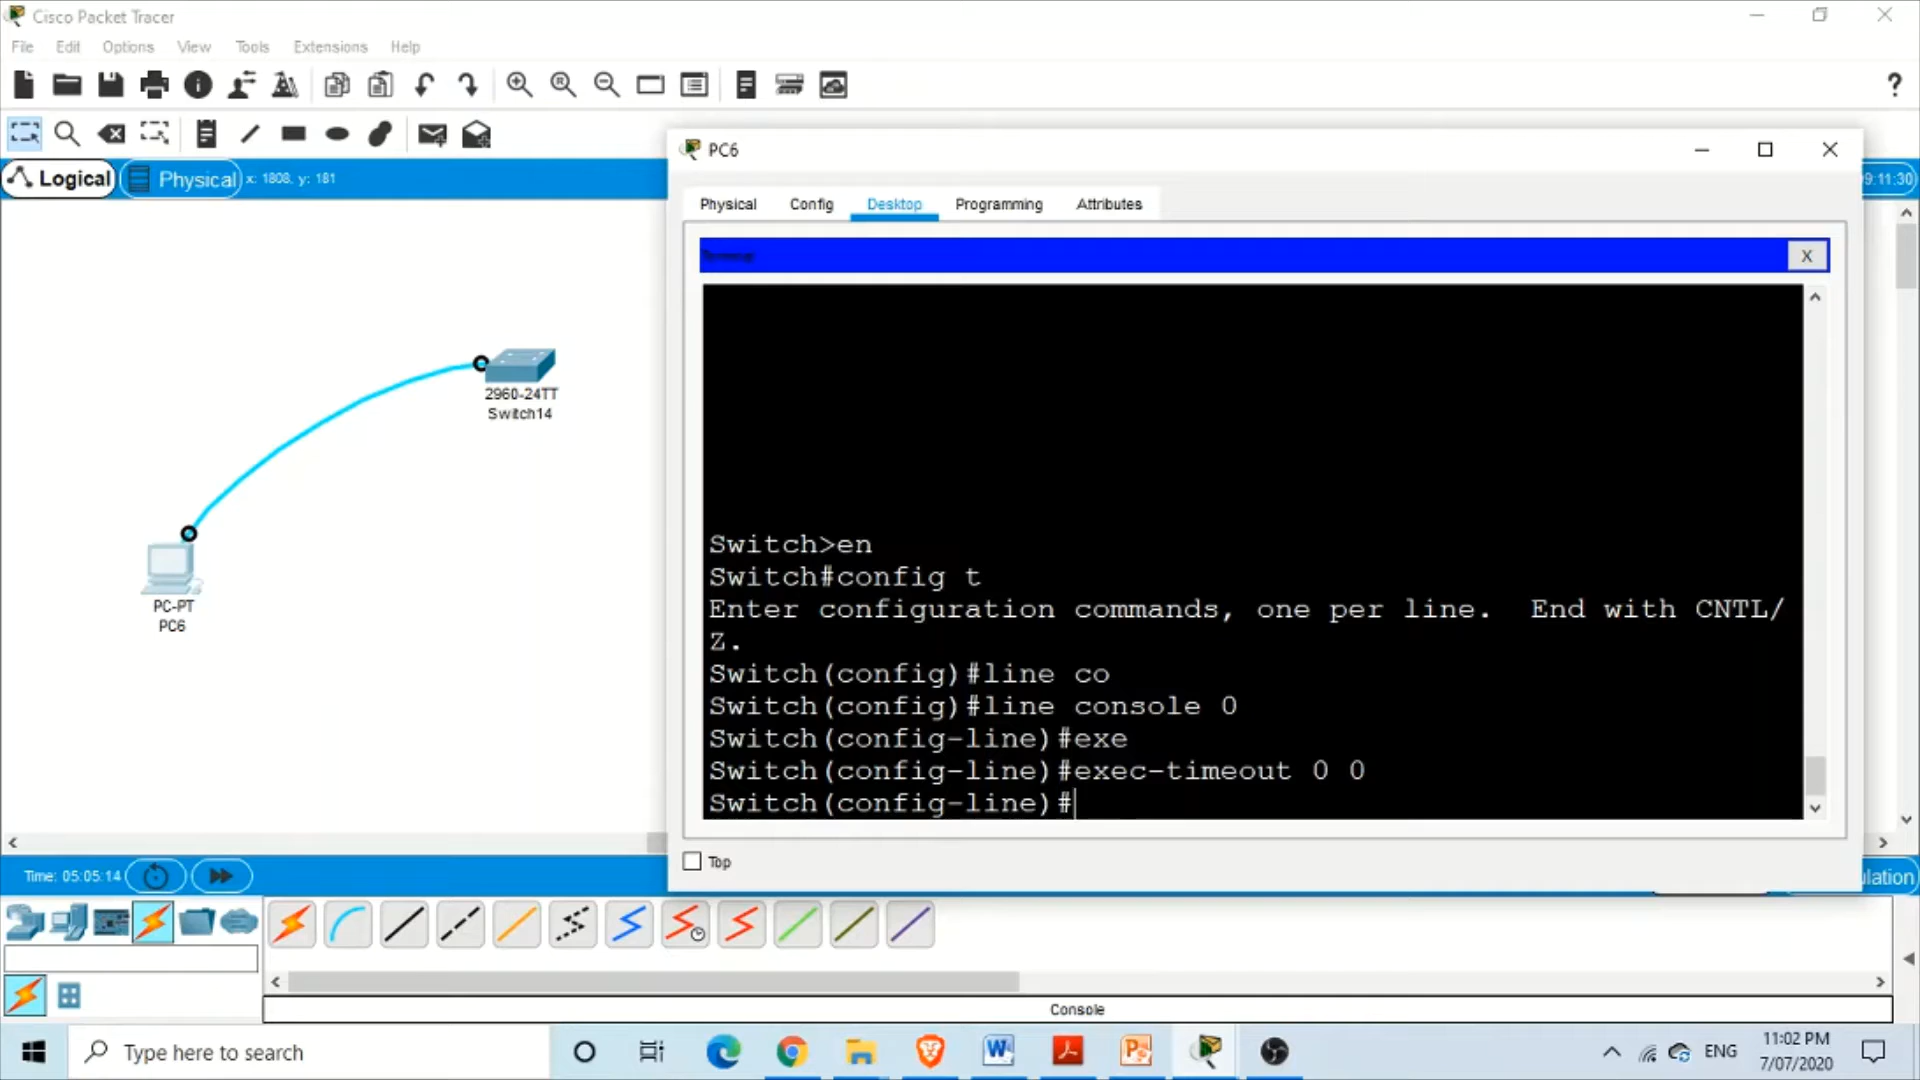 Cisco Packet Tracer
File Edit Options View Tools Extensions Help
?
Logical Physical x: 1808, y: 181
PC6
9:11:30
Physical Config Desktop Programming Attributes
Terminal
X
2960-24TT
Switch14
PC-PT
PC6
Switch>en
Switch#config t
Enter configuration commands, one per line.  End with CNTL/
Z.
Switch(config)#line co
Switch(config)#line console 0
Switch(config-line)#exe
Switch(config-line)#exec-timeout 0 0
Switch(config-line)#
Top
Time: 05:05:14
ulation
Console
Type here to search
ENG
11:02 PM
7/07/2020